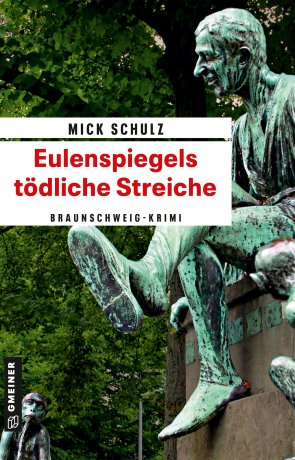 MICK SCHULZ
Eulenspiegels
tödliche Streiche
BRAUNSCHWEIG-KRIMI
GMEINER